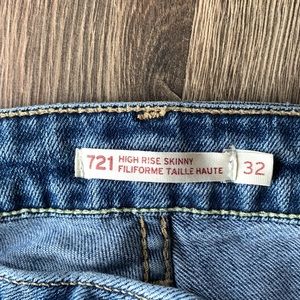 721 HIGH RISE SKINNY
FILIFORME TAILLE HAUTE
32